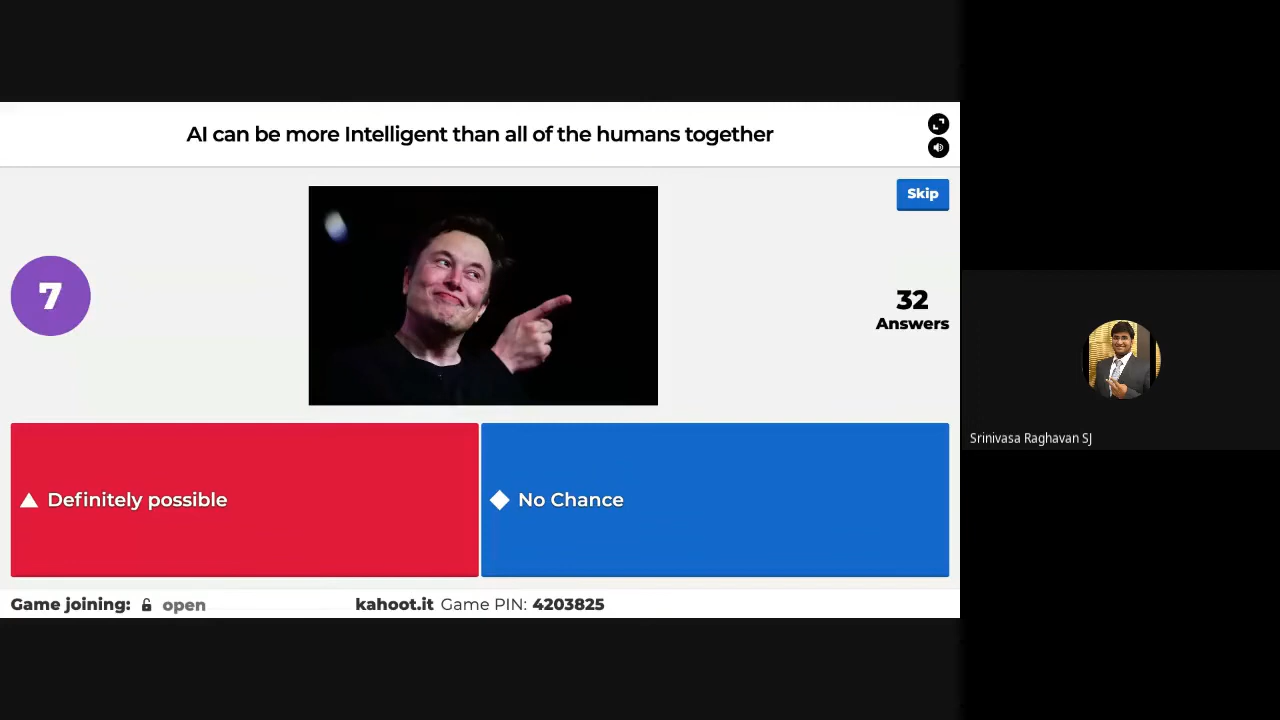 AI can be more Intelligent than all of the humans together
Skip
7
32
Answers
Definitely possible
No Chance
Srinivasa Raghavan SJ
Game joining: open
kahoot.it Game PIN: 4203825